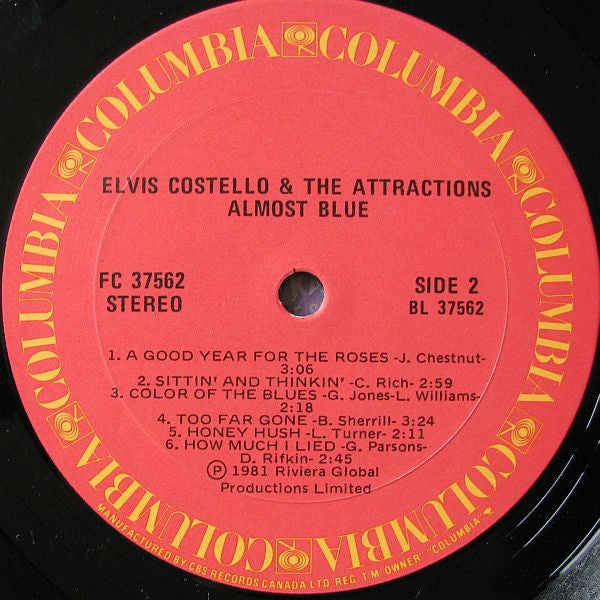 COLUMBIA COLUMBIA COLUMBIA COLUMBIA COLUMBIA COLUMBIA
ELVIS COSTELLO & THE ATTRACTIONS
ALMOST BLUE
FC 37562
STEREO
SIDE 2
BL 37562
1. A GOOD YEAR FOR THE ROSES -J. Chestnut-
3:06
2. SITTIN' AND THINKIN' -C. Rich- 2:59
3. COLOR OF THE BLUES -G. Jones-L. Williams-
2:18
4. TOO FAR GONE -B. Sherrill- 3:24
5. HONEY HUSH -L. Turner- 2:11
6. HOW MUCH I LIED -G. Parsons-
D. Rifkin- 2:45
Ⓟ 1981 Riviera Global
Productions Limited
MANUFACTURED BY CBS RECORDS CANADA LTD. REG. T.M. OWNER "COLUMBIA"